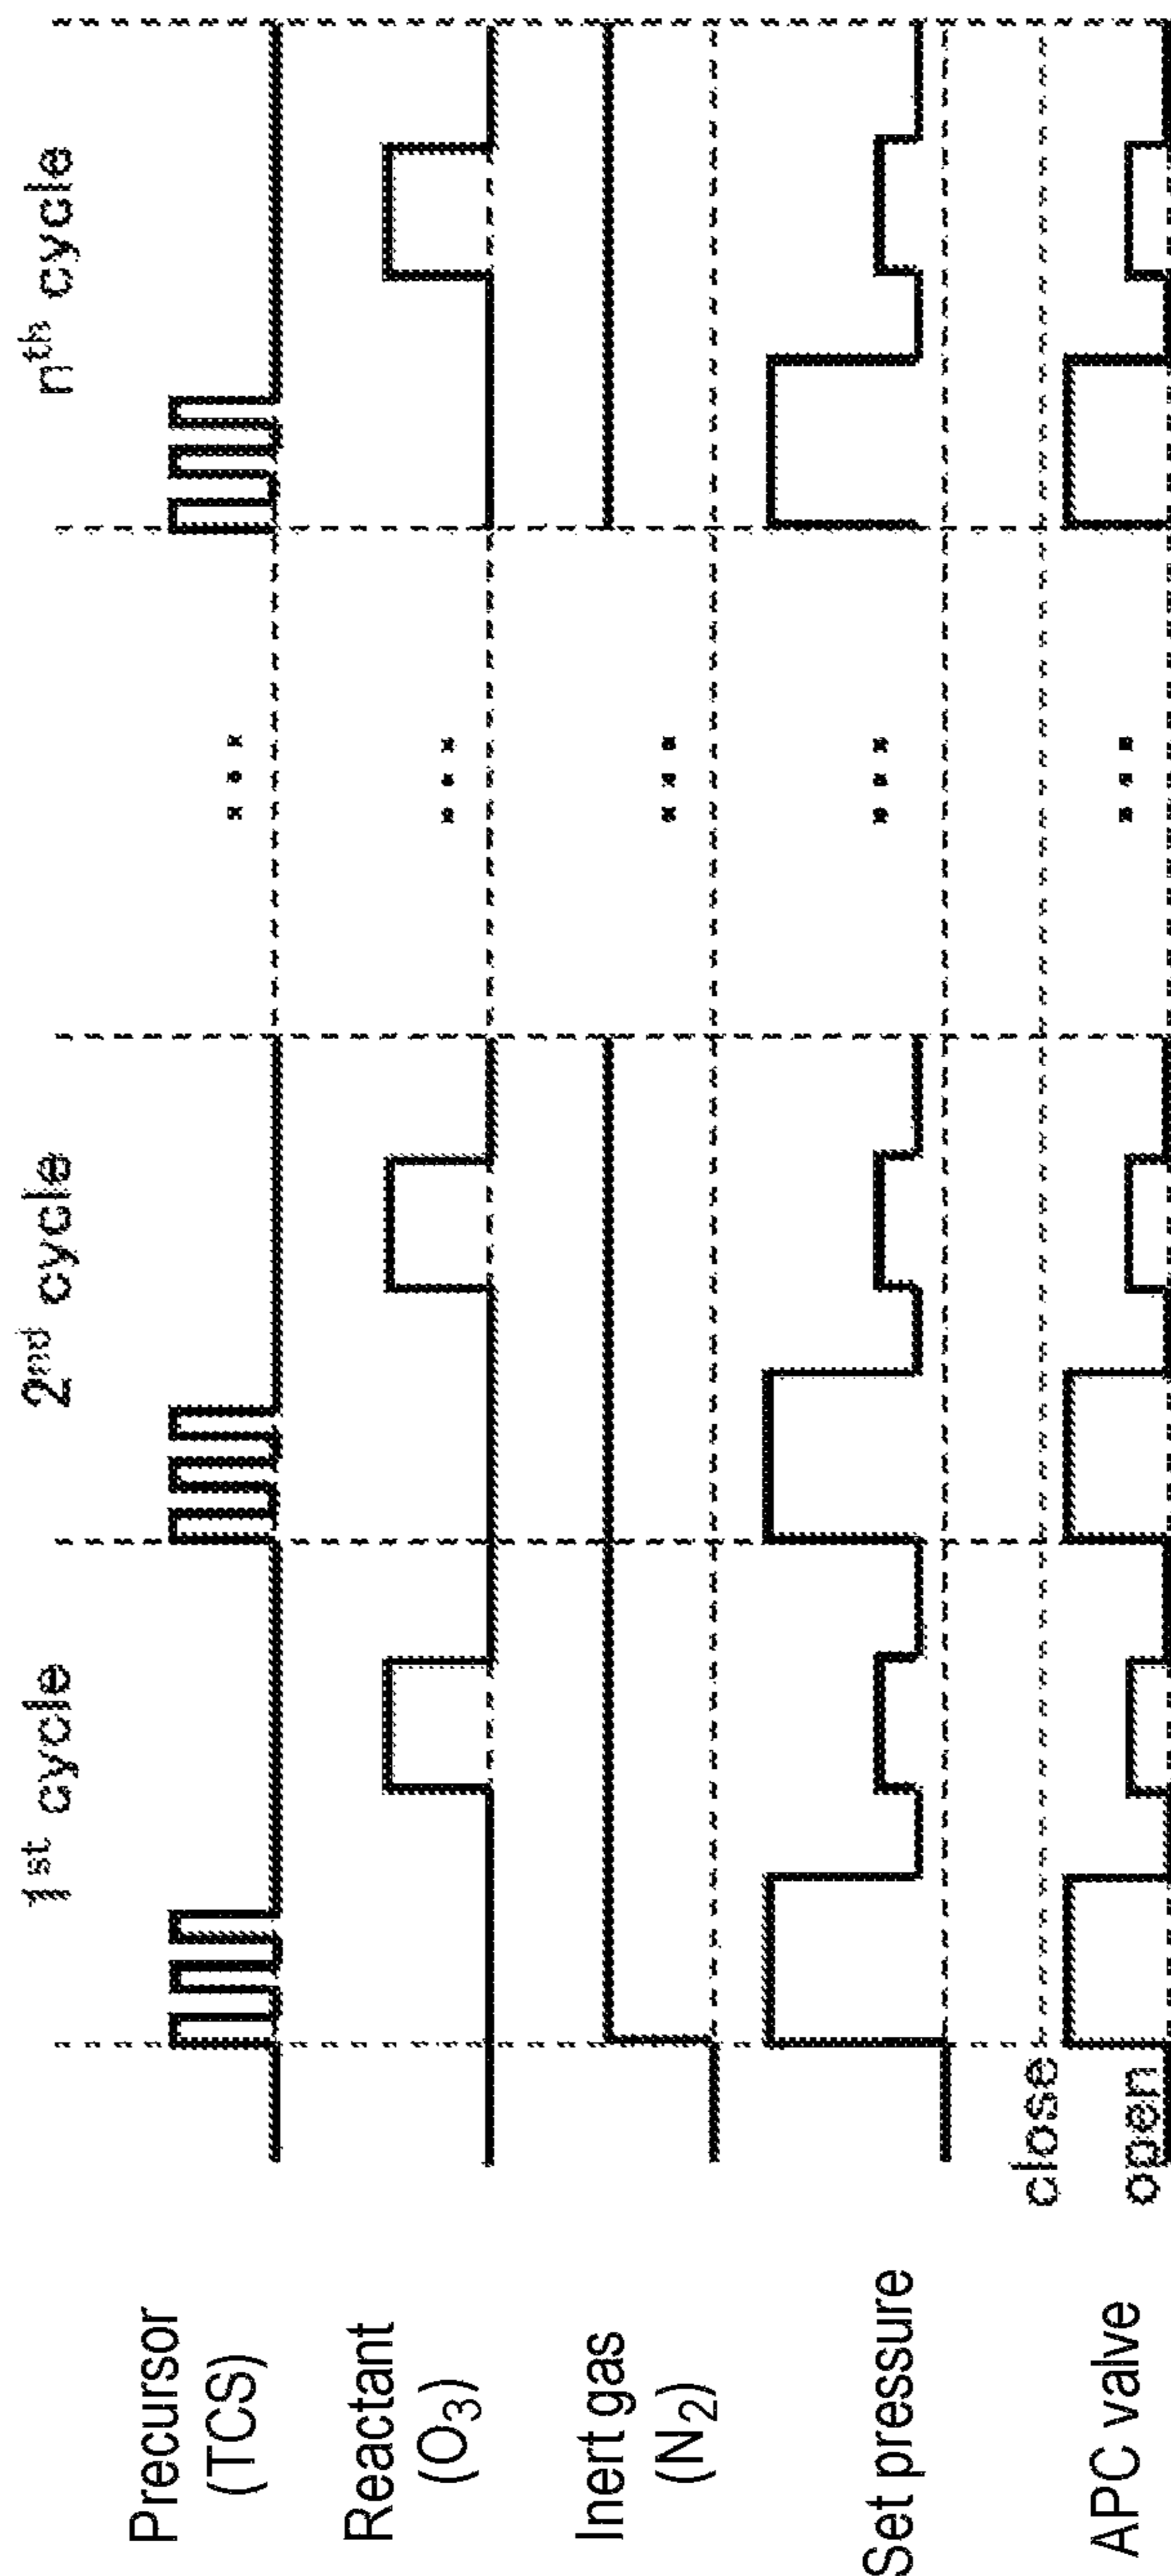 1st cycle
2nd cycle
nth cycle
Precursor
(TCS)
Reactant
(O3)
Inert gas
(N2)
Set pressure
close
open
APC valve